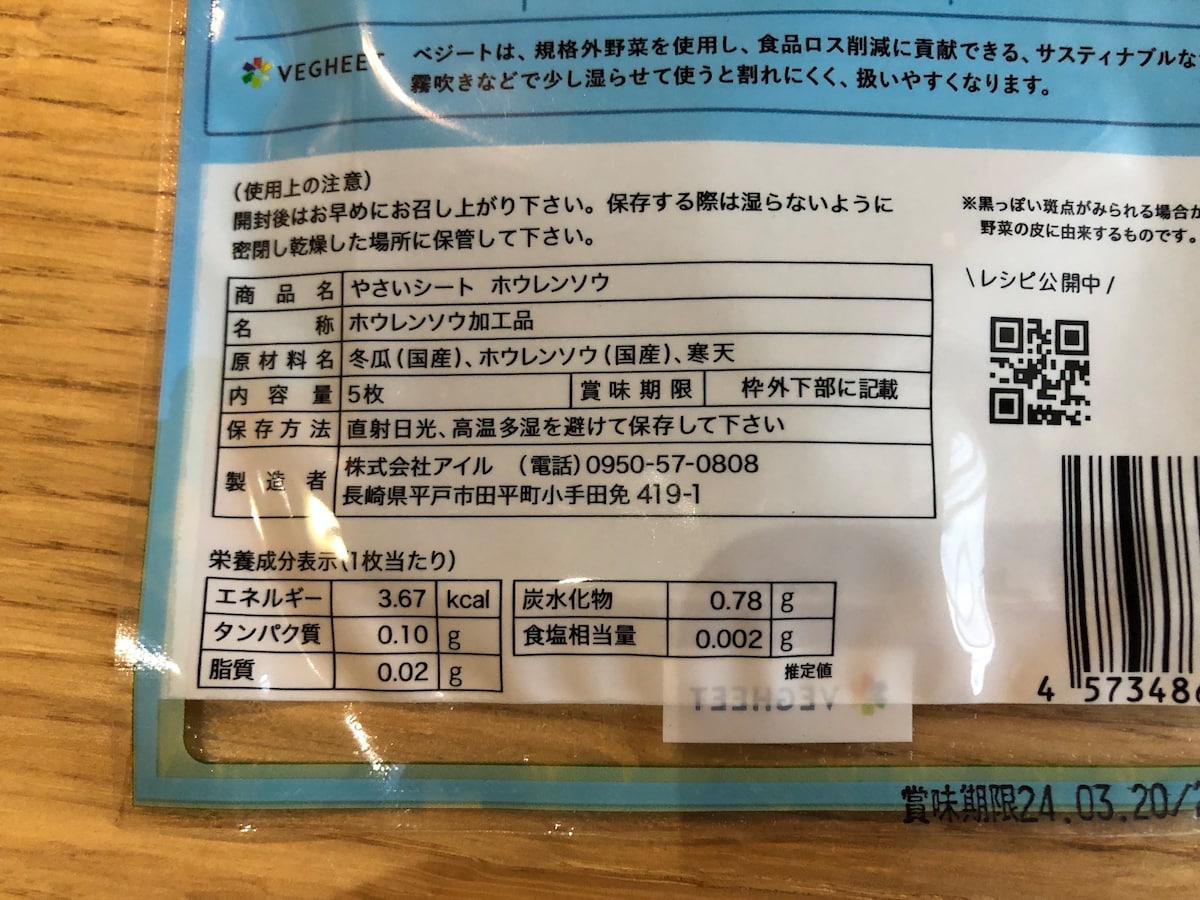 VEGHEET
ベジートは、規格外野菜を使用し、食品ロス削減に貢献できる、サスティナブルな
霧吹きなどで少し湿らせて使うと割れにくく、扱いやすくなります。
(使用上の注意)
開封後はお早めにお召し上がり下さい。保存する際は湿らないように
密閉し乾燥した場所に保管して下さい。
※黒っぽい斑点がみられる場合が
野菜の皮に由来するものです。
\レシピ公開中/
商品名 やさいシート ホウレンソウ
名称 ホウレンソウ加工品
原材料名 冬瓜(国産)、ホウレンソウ(国産)、寒天
内容量 5枚 賞味期限 枠外下部に記載
保存方法 直射日光、高温多湿を避けて保存して下さい
製造者 株式会社アイル (電話)0950-57-0808
長崎県平戸市田平町小手田免 419-1
栄養成分表示(1枚当たり)
エネルギー 3.67 kcal
タンパク質 0.10 g
脂質 0.02 g
炭水化物 0.78 g
食塩相当量 0.002 g
推定値
VEGHEET
4 573486
賞味期限24.03.20/